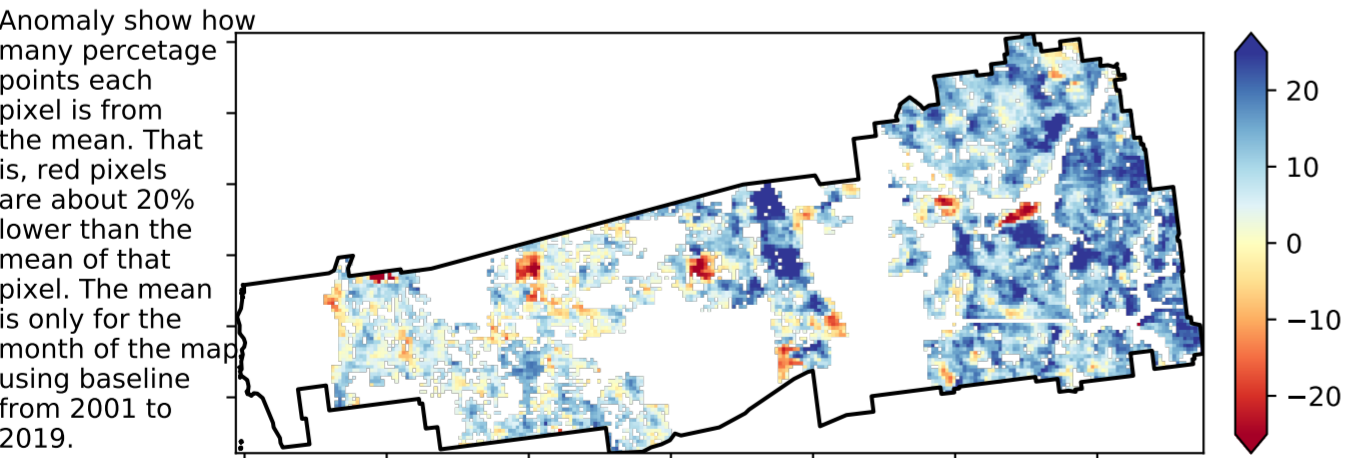 Anomaly show how
many percetage
points each
pixel is from
the mean. That
is, red pixels
are about 20%
lower than the
mean of that
pixel. The mean
is only for the
month of the map
using baseline
from 2001 to
2019.
20
10
0
−10
−20